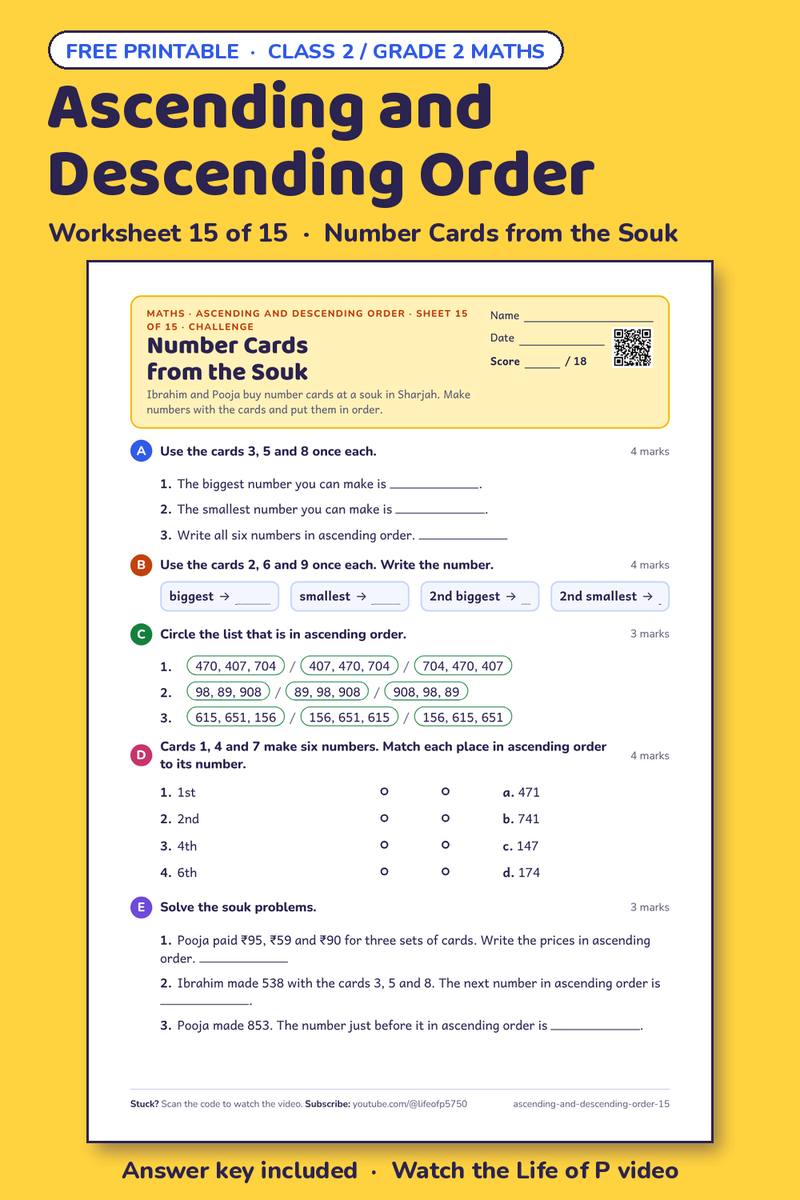 FREE PRINTABLE · CLASS 2 / GRADE 2 MATHS
Ascending and
Descending Order
Worksheet 15 of 15 · Number Cards from the Souk
MATHS · ASCENDING AND DESCENDING ORDER · SHEET 15
OF 15 · CHALLENGE
Number Cards
from the Souk
Ibrahim and Pooja buy number cards at a souk in Sharjah. Make
numbers with the cards and put them in order.
Name ____________
Date ____________
Score ______ / 18
A Use the cards 3, 5 and 8 once each. 4 marks
1. The biggest number you can make is ____________.
2. The smallest number you can make is ____________.
3. Write all six numbers in ascending order. ____________
B Use the cards 2, 6 and 9 once each. Write the number. 4 marks
biggest → _____ smallest → ____ 2nd biggest → _ 2nd smallest → .
C Circle the list that is in ascending order. 3 marks
1. 470, 407, 704 / 407, 470, 704 / 704, 470, 407
2. 98, 89, 908 / 89, 98, 908 / 908, 98, 89
3. 615, 651, 156 / 156, 651, 615 / 156, 615, 651
D Cards 1, 4 and 7 make six numbers. Match each place in ascending order
to its number. 4 marks
1. 1st a. 471
2. 2nd b. 741
3. 4th c. 147
4. 6th d. 174
E Solve the souk problems. 3 marks
1. Pooja paid ₹95, ₹59 and ₹90 for three sets of cards. Write the prices in ascending
order. ____________
2. Ibrahim made 538 with the cards 3, 5 and 8. The next number in ascending order is
____________.
3. Pooja made 853. The number just before it in ascending order is ____________.
Stuck? Scan the code to watch the video. Subscribe: youtube.com/@lifeofp5750 ascending-and-descending-order-15
Answer key included · Watch the Life of P video